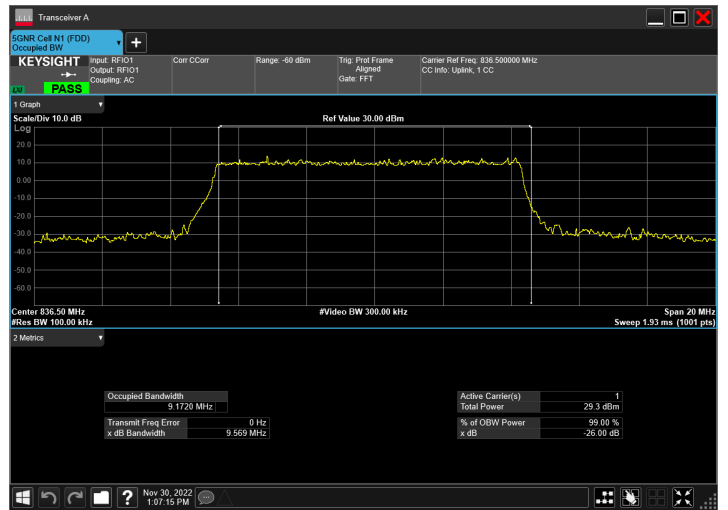 Transceiver A
5GNR Cell N1 (FDD)
Occupied BW
KEYSIGHT
PASS
Input: RFIO1
Output: RFIO1
Coupling: AC
Corr CCorr
Range: -60 dBm
Trig: Prot Frame
Aligned
Gate: FFT
Carrier Ref Freq: 836.500000 MHz
CC Info: Uplink, 1 CC
1 Graph
Scale/Div 10.0 dB
Ref Value 30.00 dBm
Log
20.0
10.0
0.00
-10.0
-20.0
-30.0
-40.0
-50.0
-60.0
Center 836.50 MHz
#Video BW 300.00 kHz
Span 20 MHz
#Res BW 100.00 kHz
Sweep 1.93 ms (1001 pts)
2 Metrics
Occupied Bandwidth
9.1720 MHz
Transmit Freq Error 0 Hz
x dB Bandwidth 9.569 MHz
Active Carrier(s) 1
Total Power 29.3 dBm
% of OBW Power 99.00 %
x dB -26.00 dB
Nov 30, 2022
1:07:15 PM